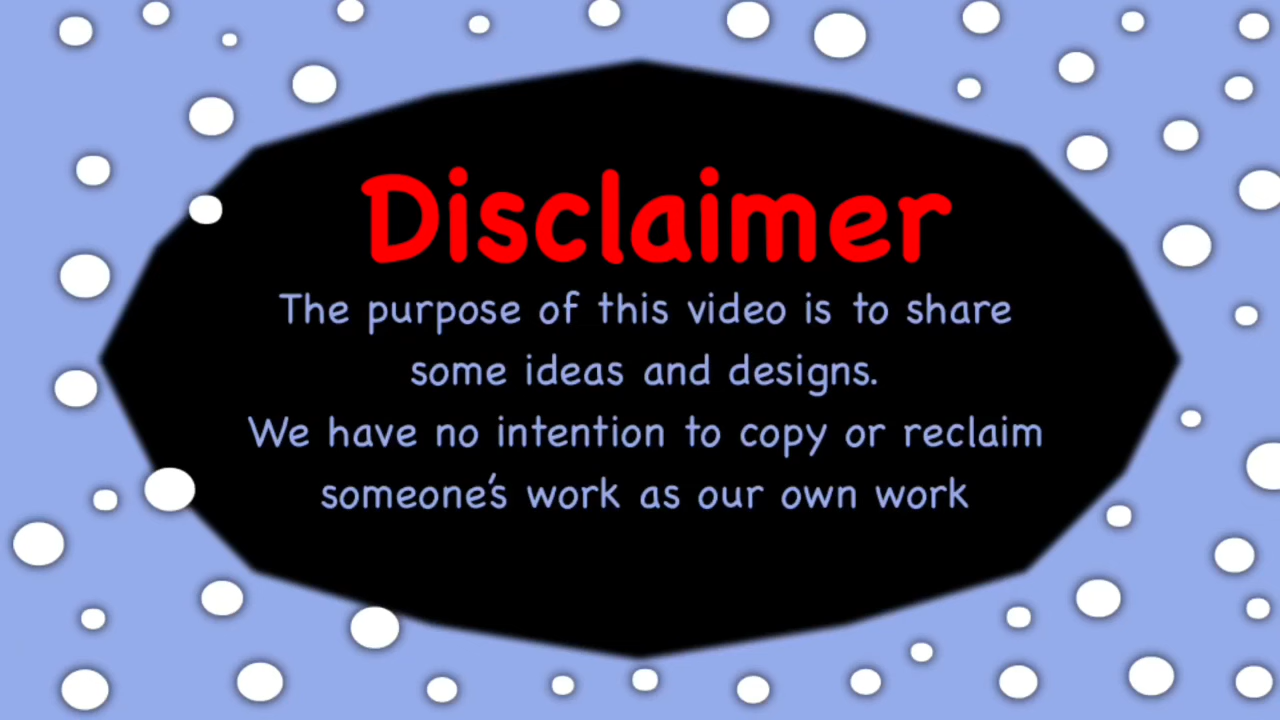 Disclaimer
The purpose of this video is to share
some ideas and designs.
We have no intention to copy or reclaim
someone's work as our own work